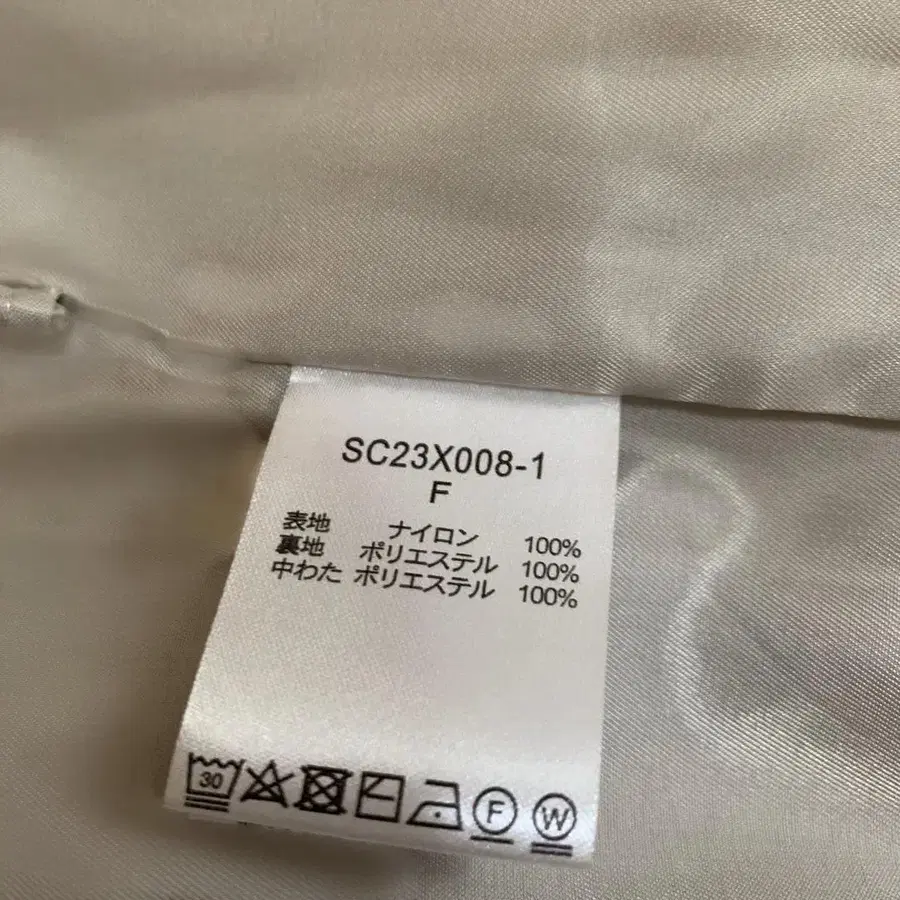 SC23X008-1
F
表地 ナイロン 100%
裏地 ポリエステル 100%
中わた ポリエステル 100%
30 F W